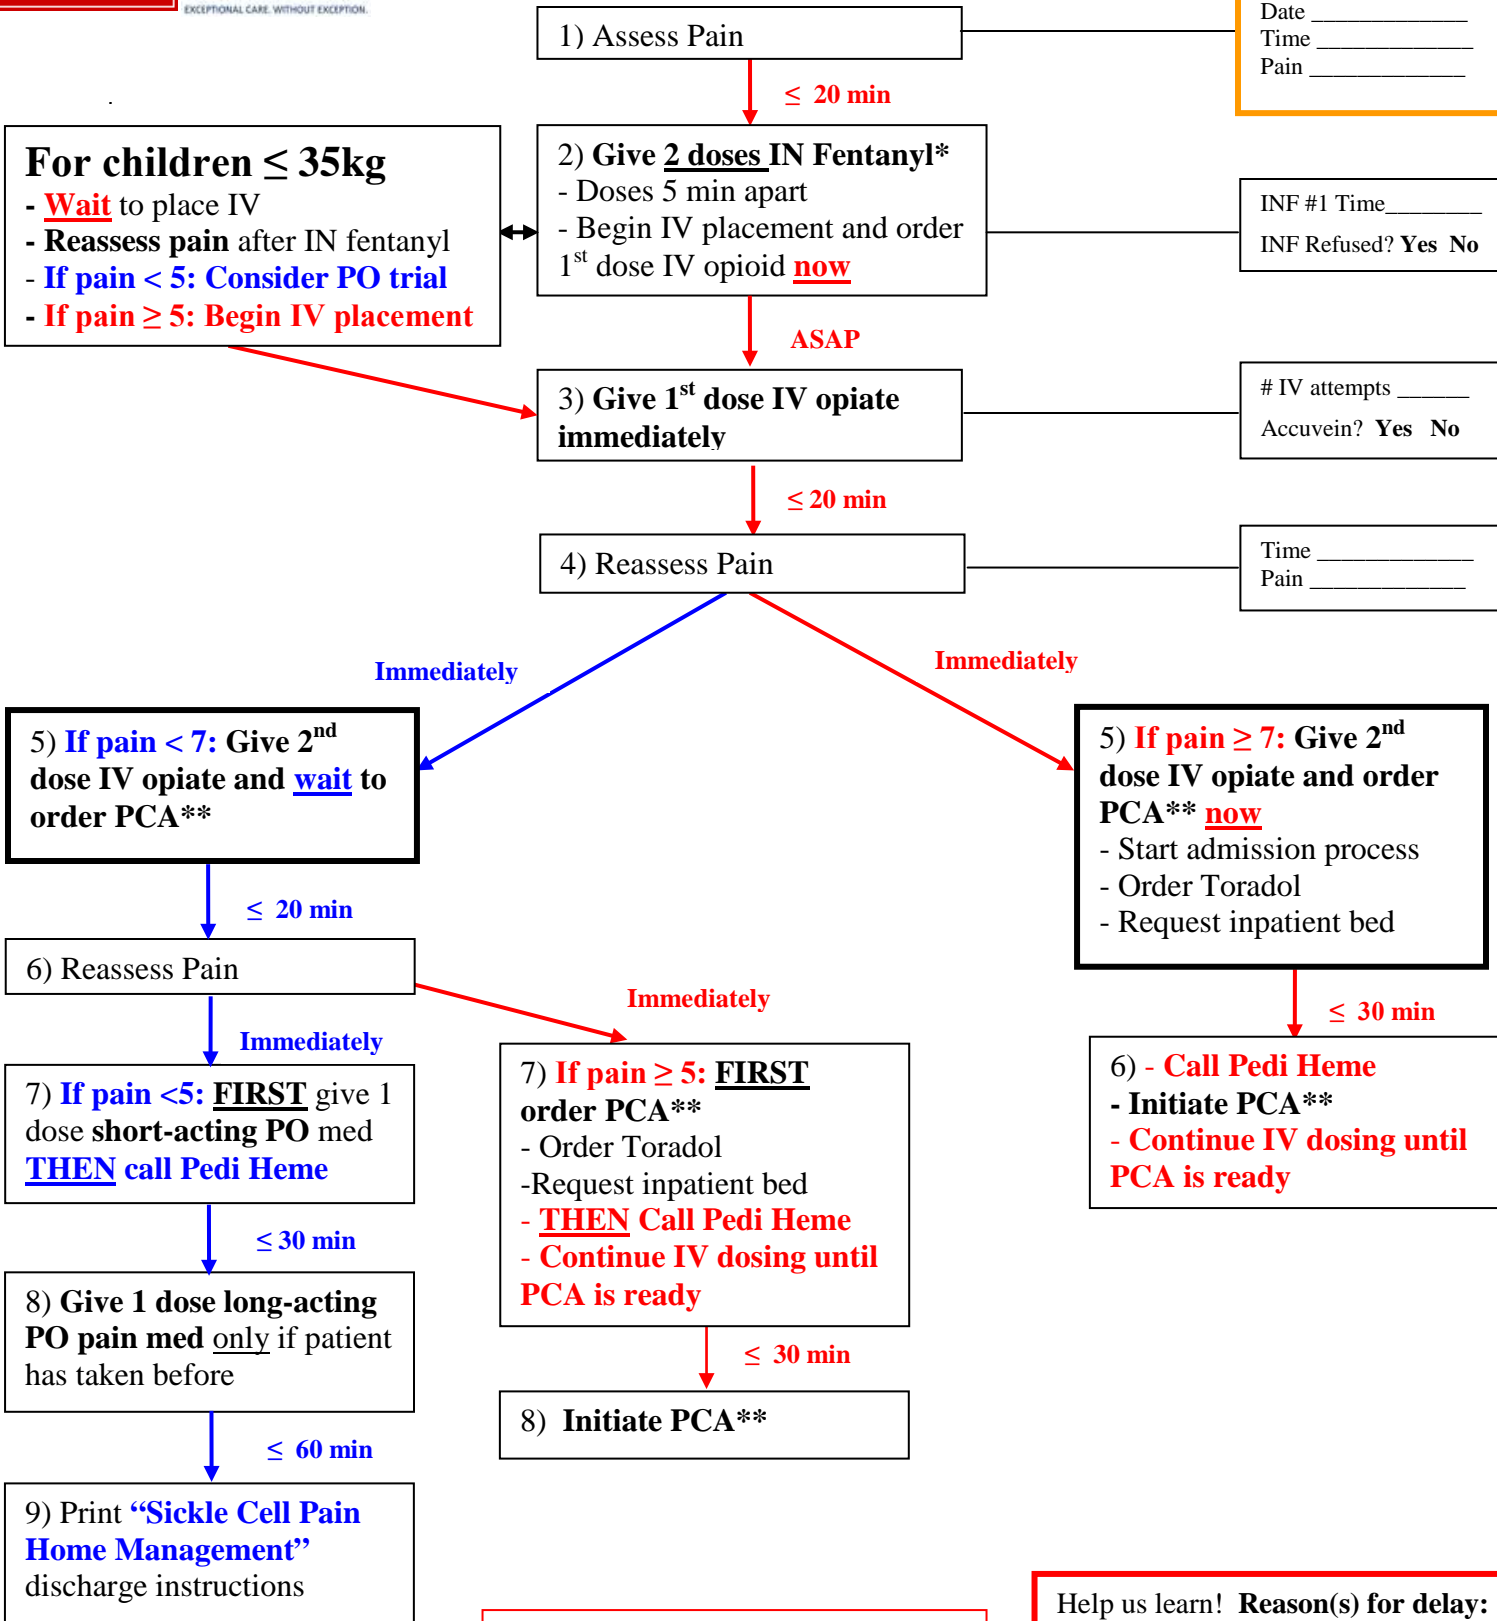 EXCEPTIONAL CARE. WITHOUT EXCEPTION.
1) Assess Pain
Date _____________
Time _____________
Pain _____________
≤ 20 min
For children ≤ 35kg
- Wait to place IV
- Reassess pain after IN fentanyl
- If pain < 5: Consider PO trial
- If pain ≥ 5: Begin IV placement
2) Give 2 doses IN Fentanyl*
- Doses 5 min apart
- Begin IV placement and order
1st dose IV opioid now
INF #1 Time________
INF Refused? Yes No
ASAP
3) Give 1st dose IV opiate
immediately
# IV attempts ______
Accuvein? Yes No
≤ 20 min
4) Reassess Pain
Time _____________
Pain _____________
Immediately
Immediately
5) If pain < 7: Give 2nd
dose IV opiate and wait to
order PCA**
5) If pain ≥ 7: Give 2nd
dose IV opiate and order
PCA** now
- Start admission process
- Order Toradol
- Request inpatient bed
≤ 20 min
6) Reassess Pain
Immediately
Immediately
≤ 30 min
7) If pain <5: FIRST give 1
dose short-acting PO med
THEN call Pedi Heme
7) If pain ≥ 5: FIRST
order PCA**
- Order Toradol
-Request inpatient bed
- THEN Call Pedi Heme
- Continue IV dosing until
PCA is ready
6) - Call Pedi Heme
- Initiate PCA**
- Continue IV dosing until
PCA is ready
≤ 30 min
8) Give 1 dose long-acting
PO pain med only if patient
has taken before
≤ 30 min
8) Initiate PCA**
≤ 60 min
9) Print “Sickle Cell Pain
Home Management”
discharge instructions
Help us learn! Reason(s) for delay: